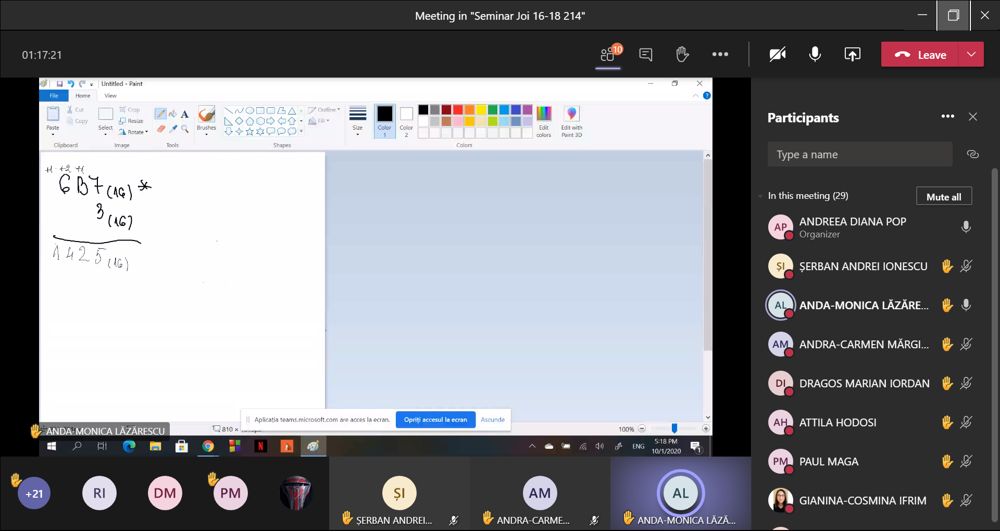 Meeting in "Seminar Joi 16-18 214"
01:17:21
10
Leave
Untitled - Paint
File Home View
Paste
Cut
Copy
Clipboard
Select
Crop
Resize
Rotate
Image
Tools
Brushes
Shapes
Outline
Fill
Size
Color 1
Color 2
Colors
Edit colors
Edit with Paint 3D
+1 +2 +1
6B7(16) *
3(16)
1425(16)
Aplicația teams.microsoft.com are acces la ecran.
Opriți accesul la ecran
Ascunde
810 ×
100%
ANDA-MONICA LĂZĂRESCU
ENG
5:18 PM
10/1/2020
1
+21
RI
DM
PM
ȘI
ȘERBAN ANDREI...
AM
ANDRA-CARME...
AL
ANDA-MONICA LĂZĂ...
Participants
Type a name
In this meeting (29)
Mute all
AP
ANDREEA DIANA POP
Organizer
ȘI
ȘERBAN ANDREI IONESCU
AL
ANDA-MONICA LĂZĂRE...
AM
ANDRA-CARMEN MĂRGI...
DI
DRAGOS MARIAN IORDAN
AH
ATTILA HODOSI
PM
PAUL MAGA
GIANINA-COSMINA IFRIM